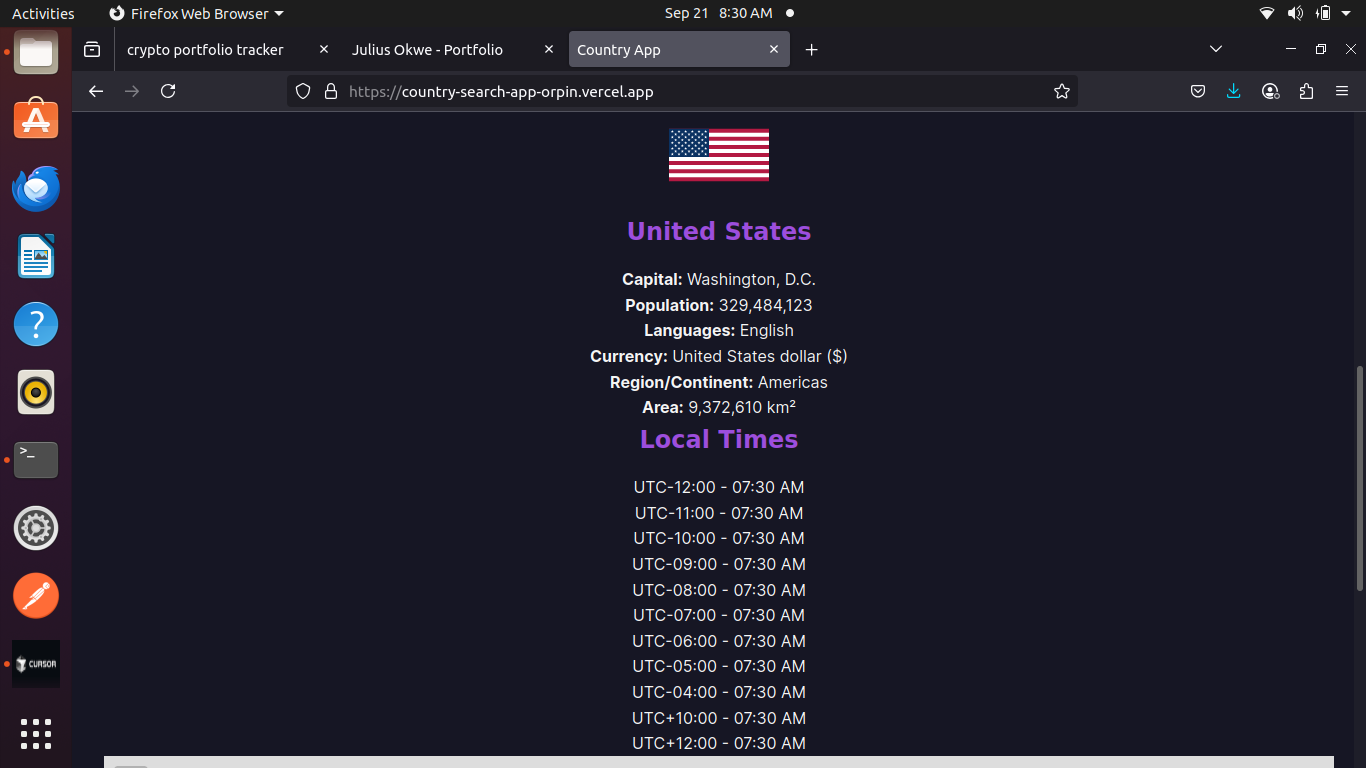 Activities
Firefox Web Browser
Sep 21 8:30 AM
crypto portfolio tracker
Julius Okwe - Portfolio
Country App
https://country-search-app-orpin.vercel.app
United States
Capital: Washington, D.C.
Population: 329,484,123
Languages: English
Currency: United States dollar ($)
Region/Continent: Americas
Area: 9,372,610 km²
Local Times
UTC-12:00 - 07:30 AM
UTC-11:00 - 07:30 AM
UTC-10:00 - 07:30 AM
UTC-09:00 - 07:30 AM
UTC-08:00 - 07:30 AM
UTC-07:00 - 07:30 AM
UTC-06:00 - 07:30 AM
UTC-05:00 - 07:30 AM
UTC-04:00 - 07:30 AM
UTC+10:00 - 07:30 AM
UTC+12:00 - 07:30 AM
>_
CURSOR